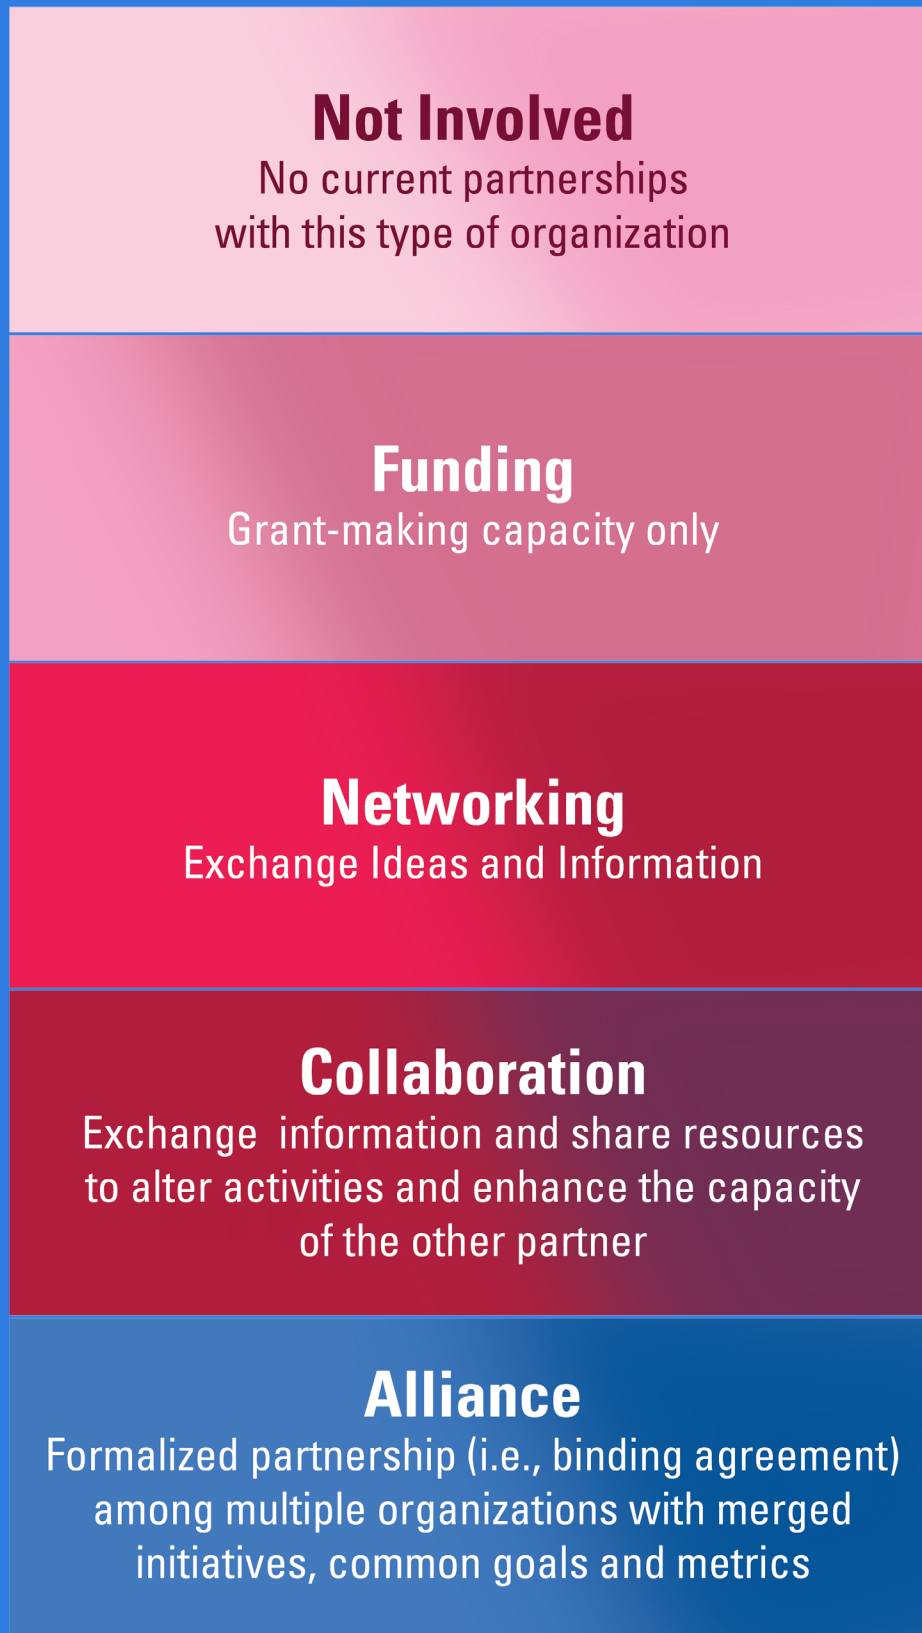 Not Involved
No current partnerships
with this type of organization
Funding
Grant-making capacity only
Networking
Exchange Ideas and Information
Collaboration
Exchange  information and share resources
to alter activities and enhance the capacity
of the other partner
Alliance
Formalized partnership (i.e., binding agreement)
among multiple organizations with merged
initiatives, common goals and metrics